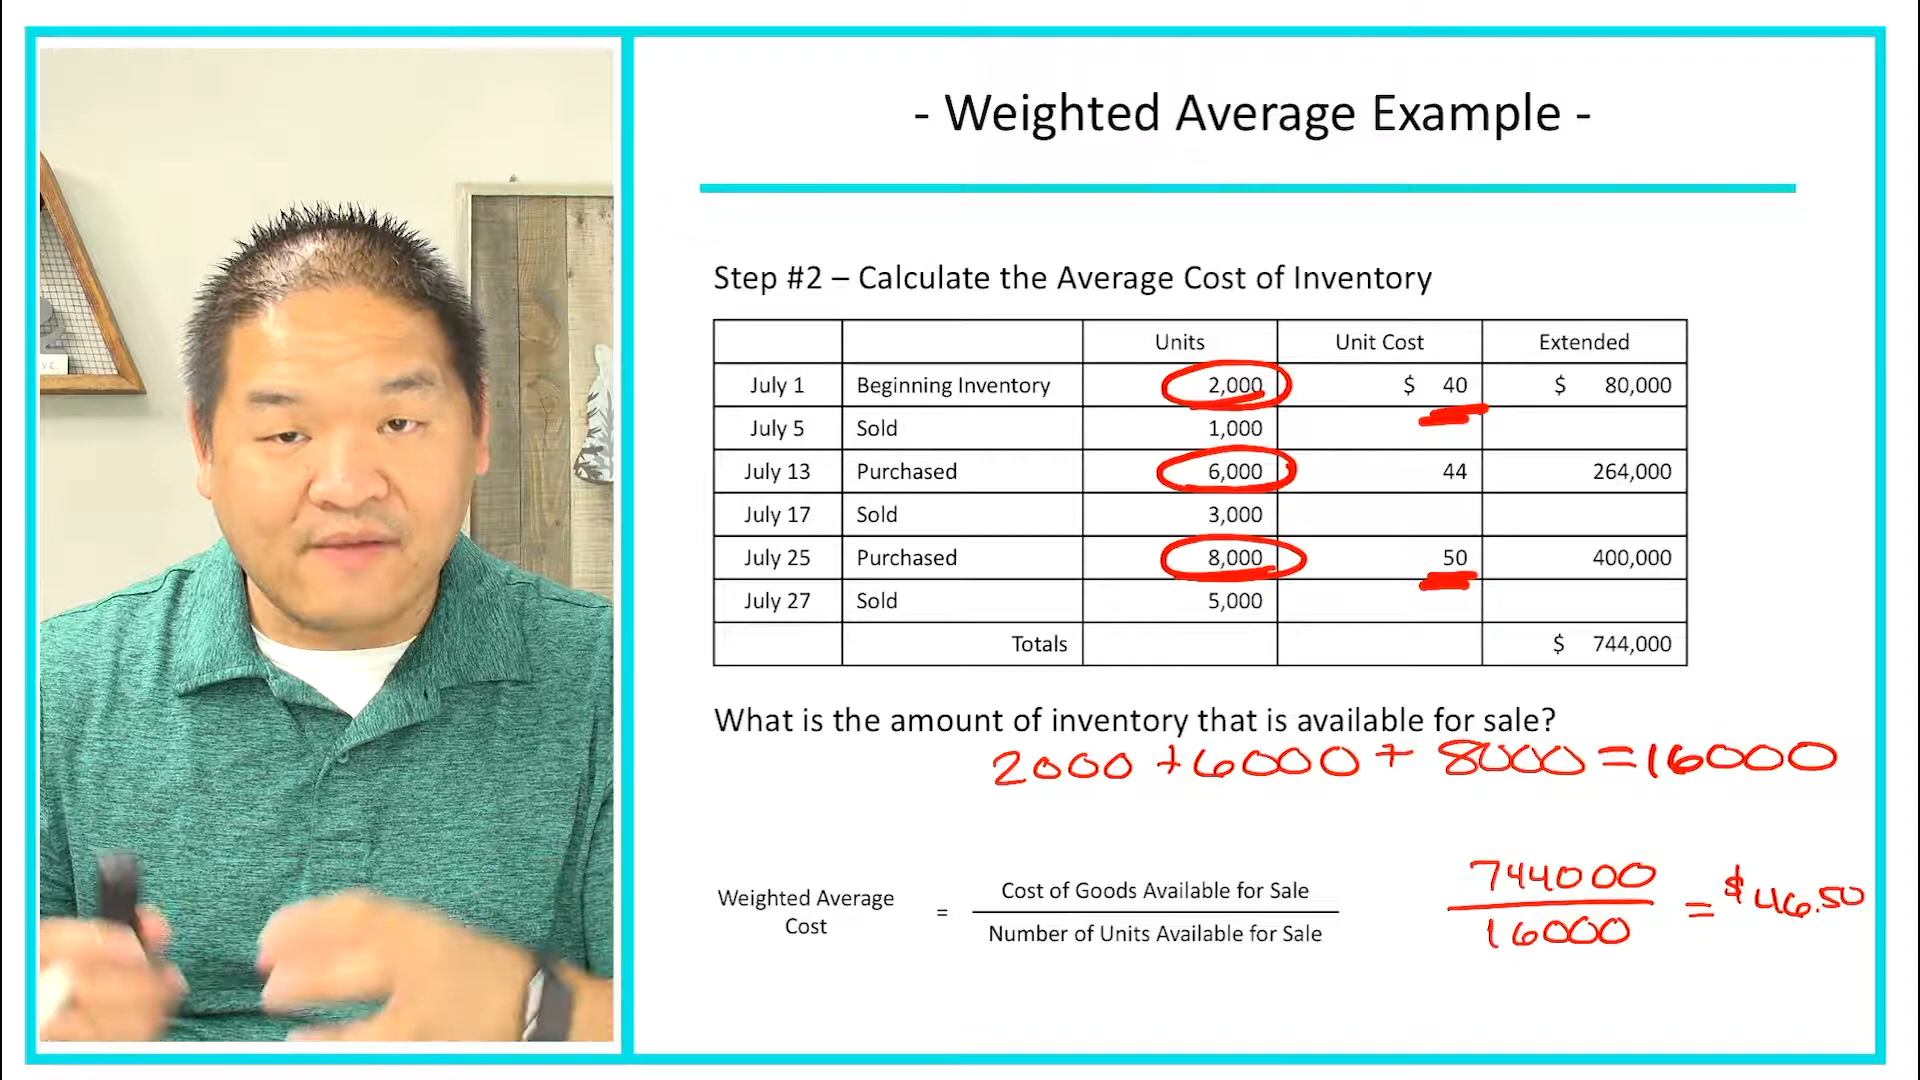 - Weighted Average Example -
Step #2 – Calculate the Average Cost of Inventory
Units Unit Cost Extended
July 1 Beginning Inventory 2,000 $ 40 $ 80,000
July 5 Sold 1,000
July 13 Purchased 6,000 44 264,000
July 17 Sold 3,000
July 25 Purchased 8,000 50 400,000
July 27 Sold 5,000
Totals $ 744,000
What is the amount of inventory that is available for sale?
2000 + 6000 + 8000 = 16000
Weighted Average
Cost
=
Cost of Goods Available for Sale
Number of Units Available for Sale
744000
16000
= $46.50
VE.